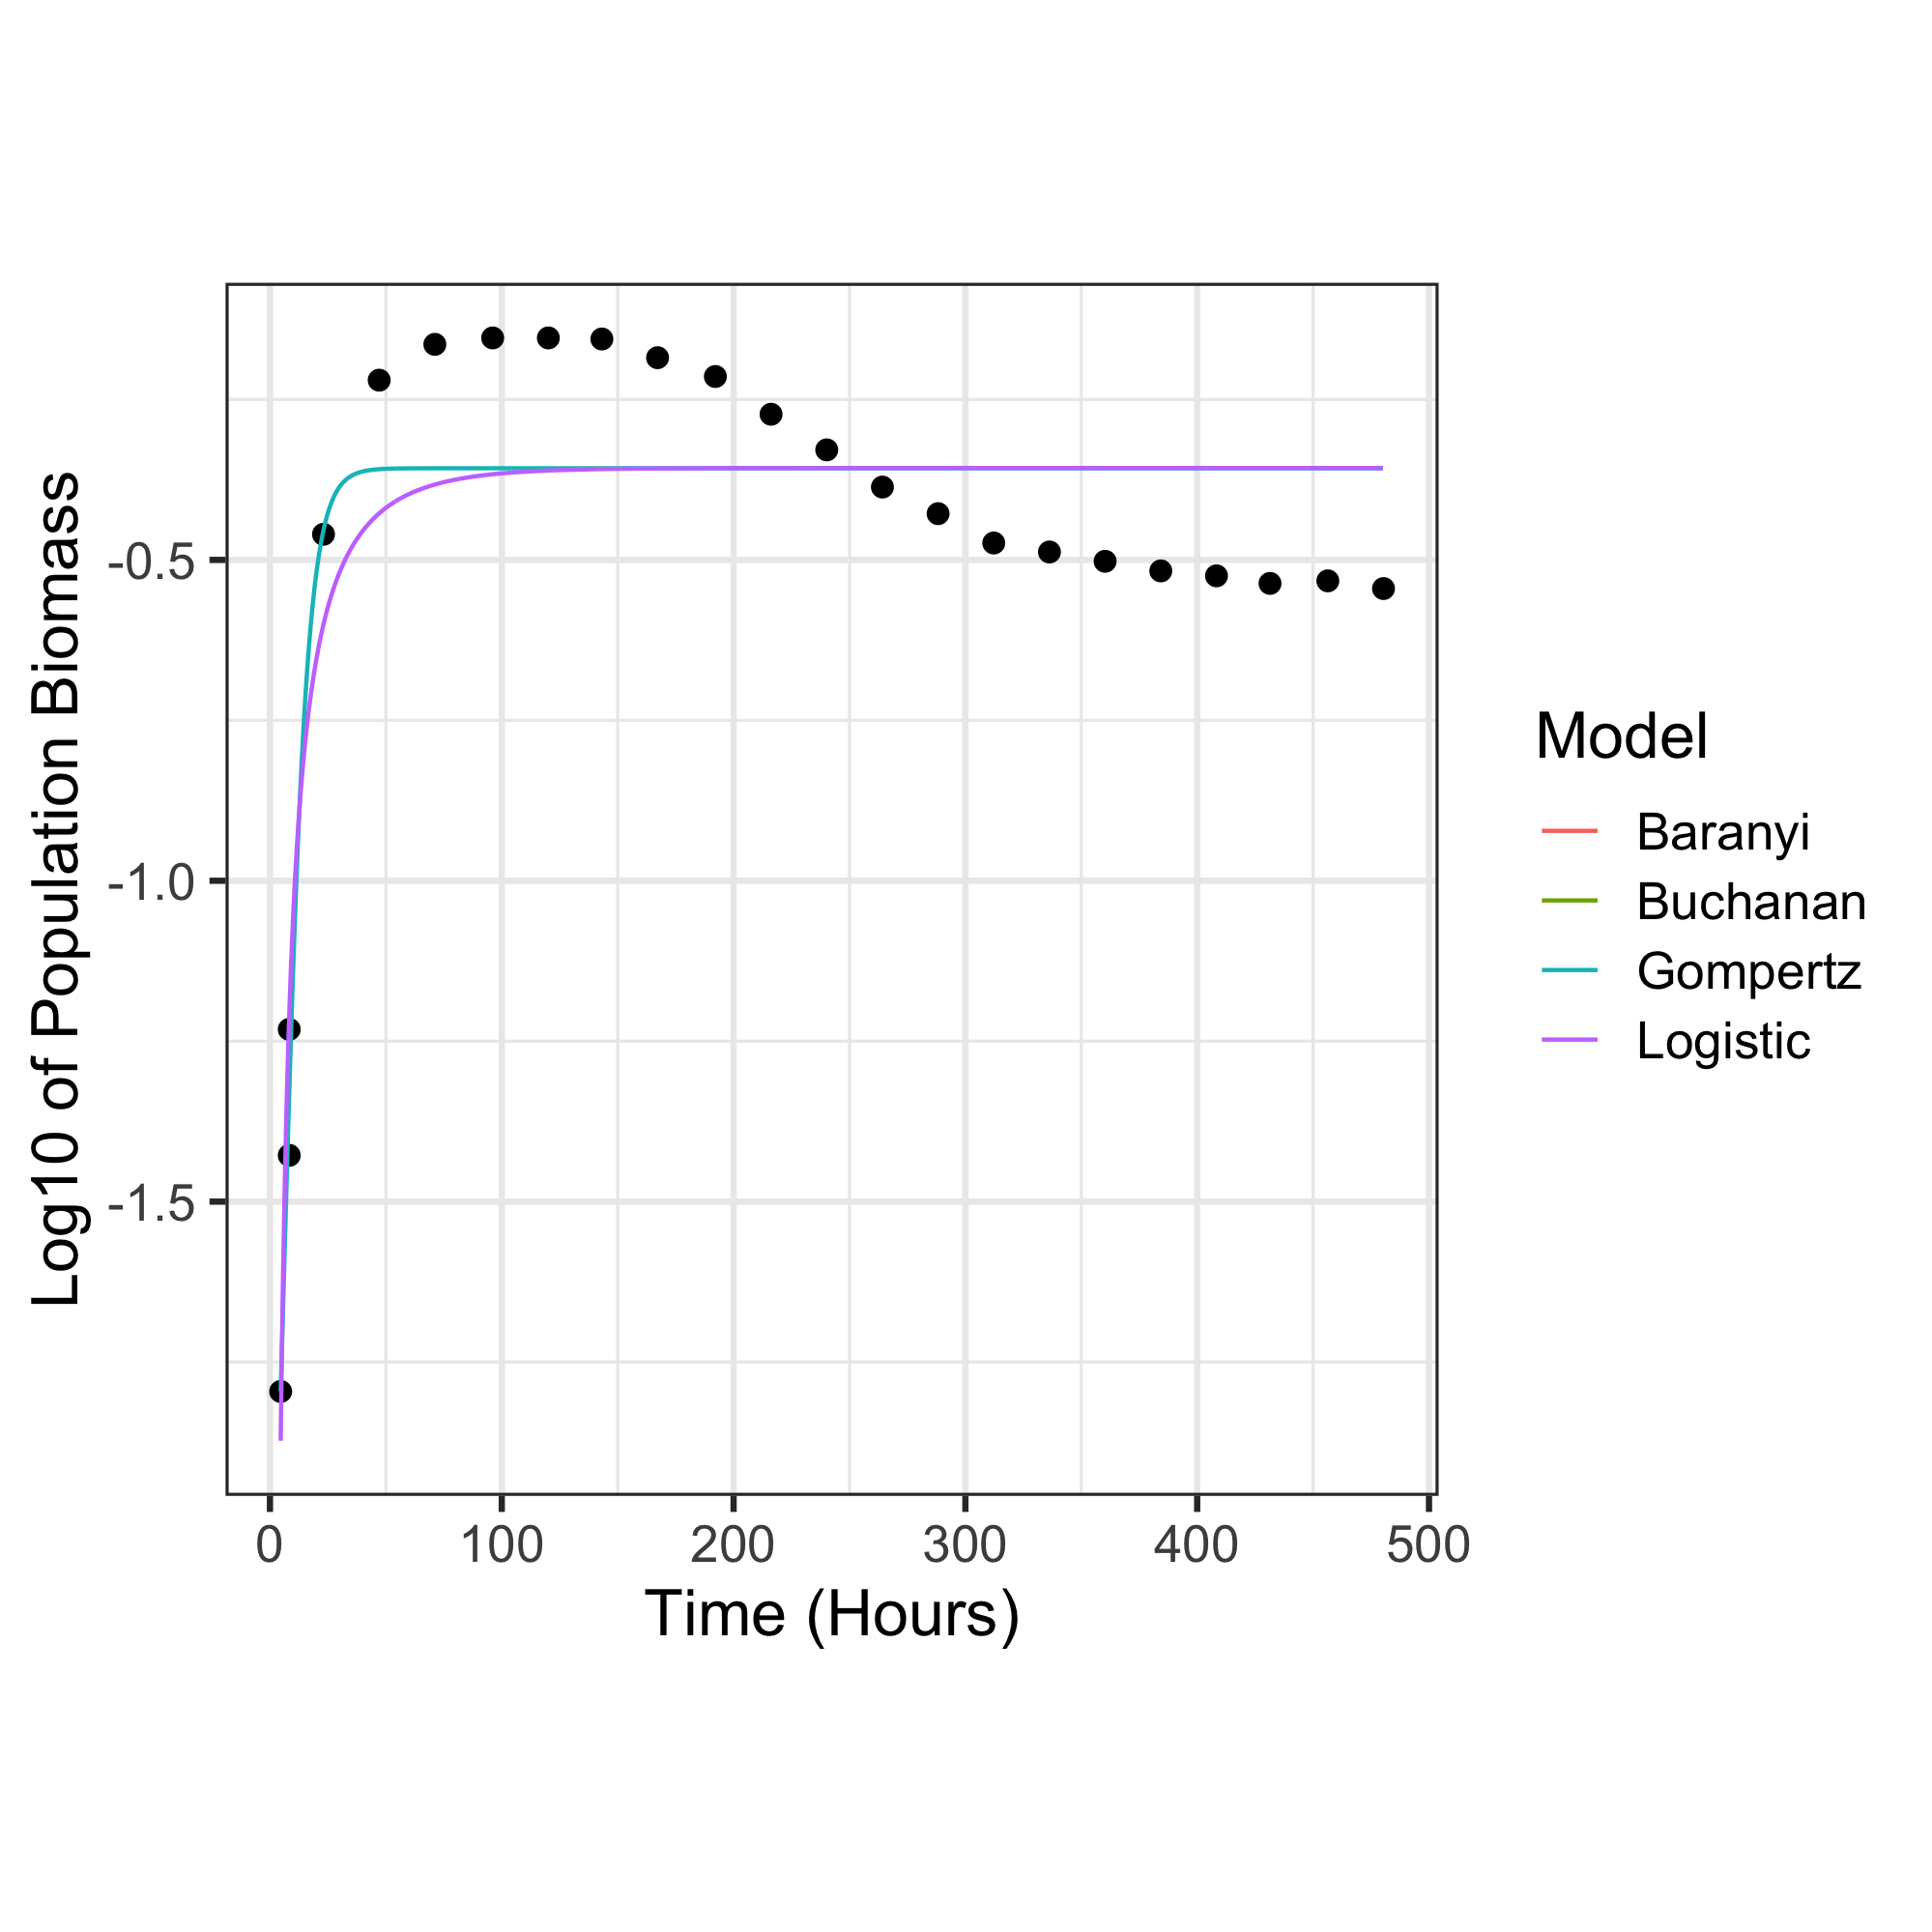 Log10 of Population Biomass
-0.5
-1.0
-1.5
0 100 200 300 400 500
Time (Hours)
Model
Baranyi
Buchanan
Gompertz
Logistic